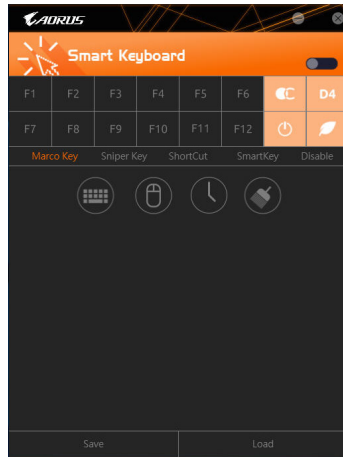 AORUS
Smart Keyboard
F1 F2 F3 F4 F5 F6 D4
F7 F8 F9 F10 F11 F12
Marco Key Sniper Key ShortCut SmartKey Disable
Save Load